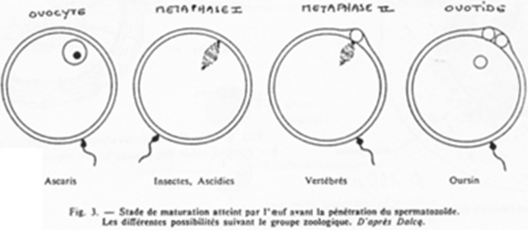 OVOCYTE METAPHASE I METAPHASE II OVOTIDE
Ascaris Insectes, Ascidies Vertébrés Oursin
Fig. 3. — Stade de maturation atteint par l'œuf avant la pénétration du spermatozoïde.
Les différentes possibilités suivant le groupe zoologique. D'après Dalcq.